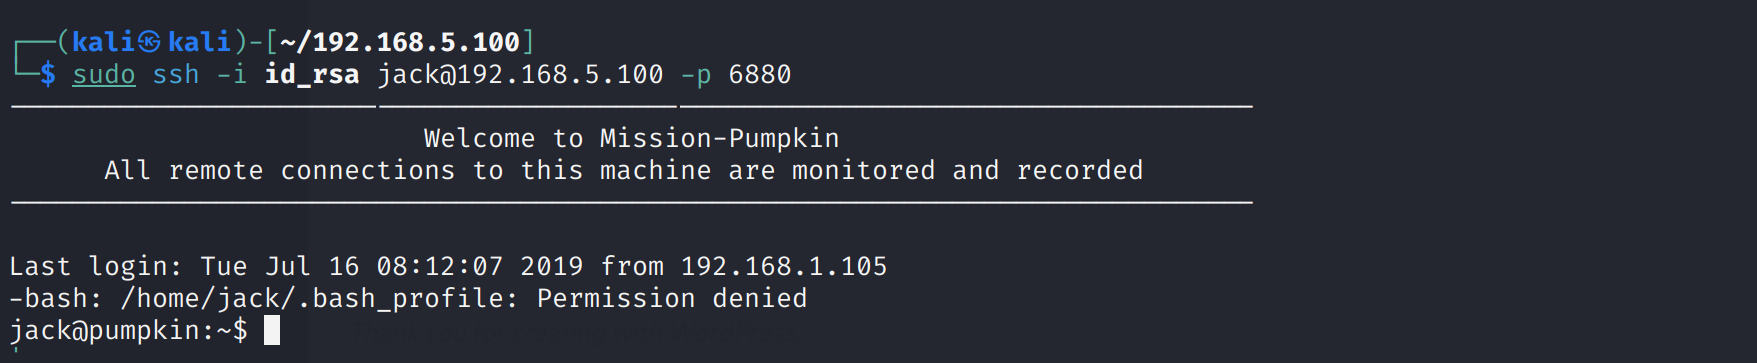 ┌──(kali㉿kali)-[~/192.168.5.100]
└─$ sudo ssh -i id_rsa jack@192.168.5.100 -p 6880
Welcome to Mission-Pumpkin
All remote connections to this machine are monitored and recorded
Last login: Tue Jul 16 08:12:07 2019 from 192.168.1.105
-bash: /home/jack/.bash_profile: Permission denied
jack@pumpkin:~$